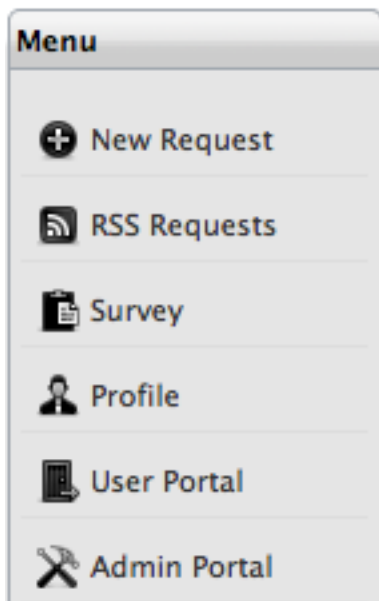 Menu
New Request
RSS Requests
Survey
Profile
User Portal
Admin Portal